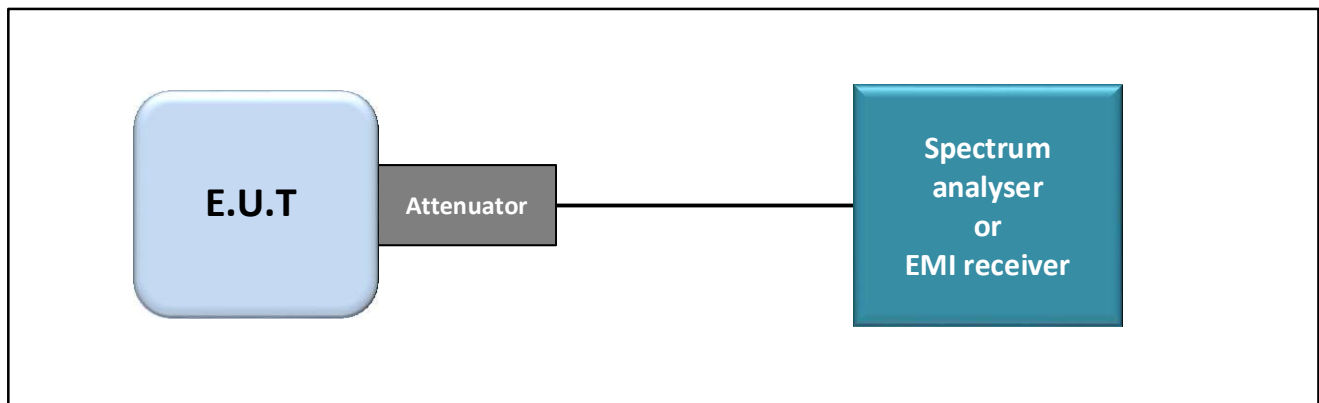 E.U.T
Attenuator
Spectrum
analyser
or
EMI receiver